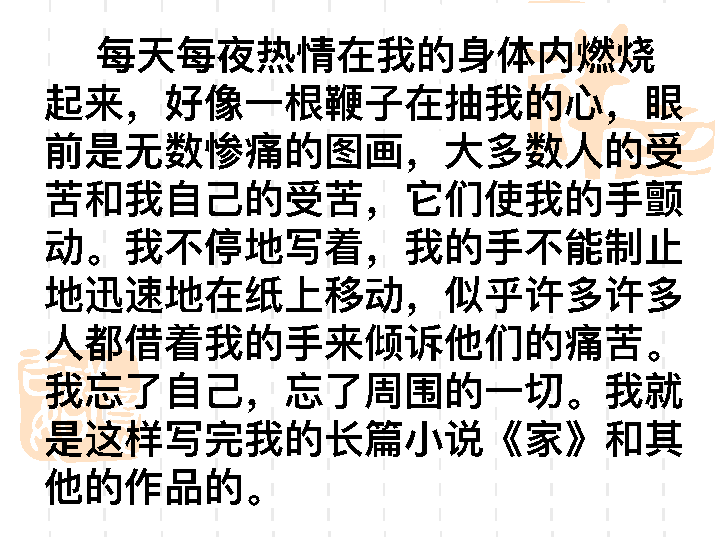 每天每夜热情在我的身体内燃烧
起来，好像一根鞭子在抽我的心，眼
前是无数惨痛的图画，大多数人的受
苦和我自己的受苦，它们使我的手颤
动。我不停地写着，我的手不能制止
地迅速地在纸上移动，似乎许多许多
人都借着我的手来倾诉他们的痛苦。
我忘了自己，忘了周围的一切。我就
是这样写完我的长篇小说《家》和其
他的作品的。